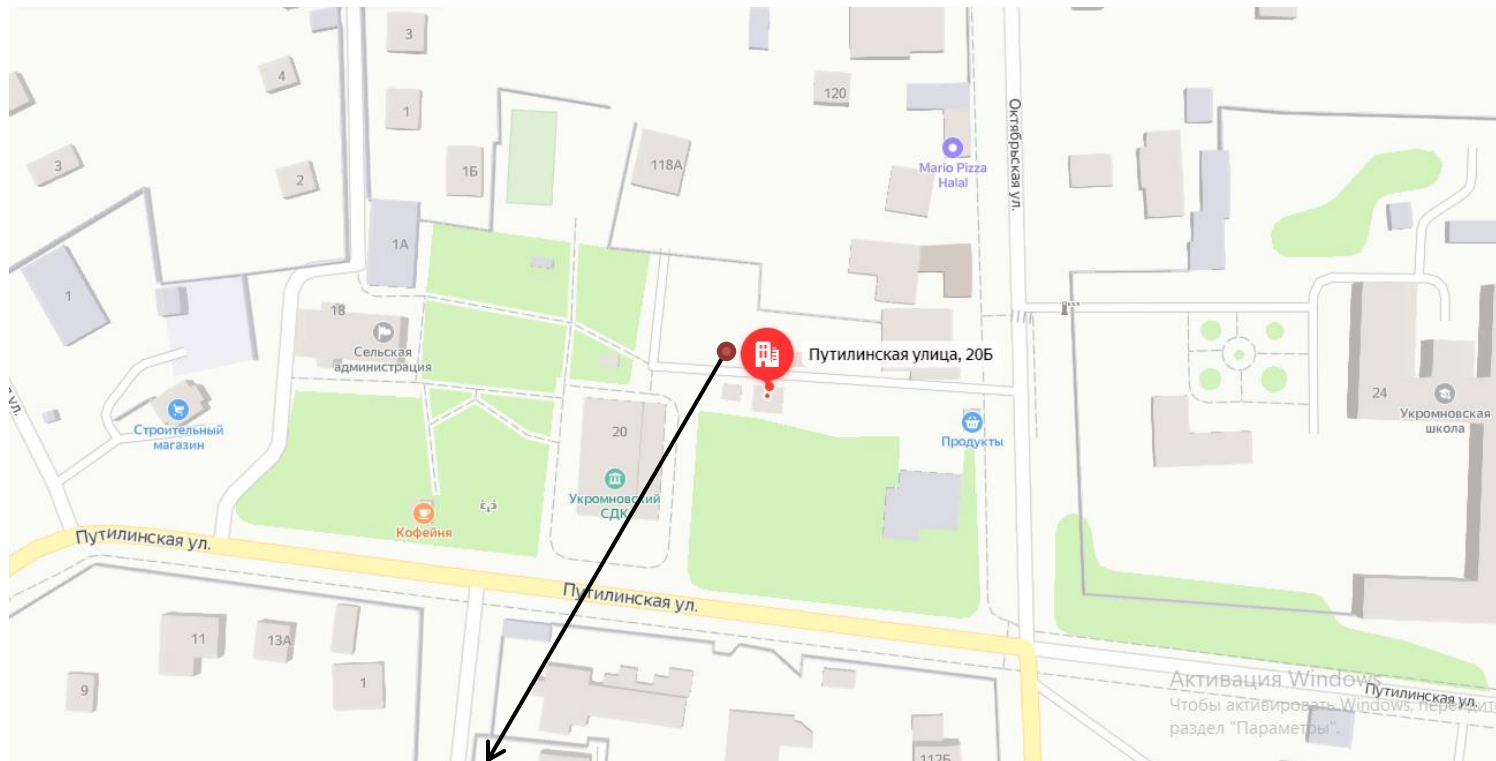 3
4
120
1
Октябрьская ул.
3
1Б
118А
Mario Pizza
Halal
2
1А
1
18
Сельская
администрация
Путилинская улица, 20Б
24
Укромновская
школа
Строительный
магазин
20
Продукты
Укромновский
СДК
Кофейня
Путилинская ул.
Путилинская ул.
11
13А
9
1
Активация Windows
Путилинская ул.
Чтобы активировать Windows, перейдите
раздел "Параметры".
112Б